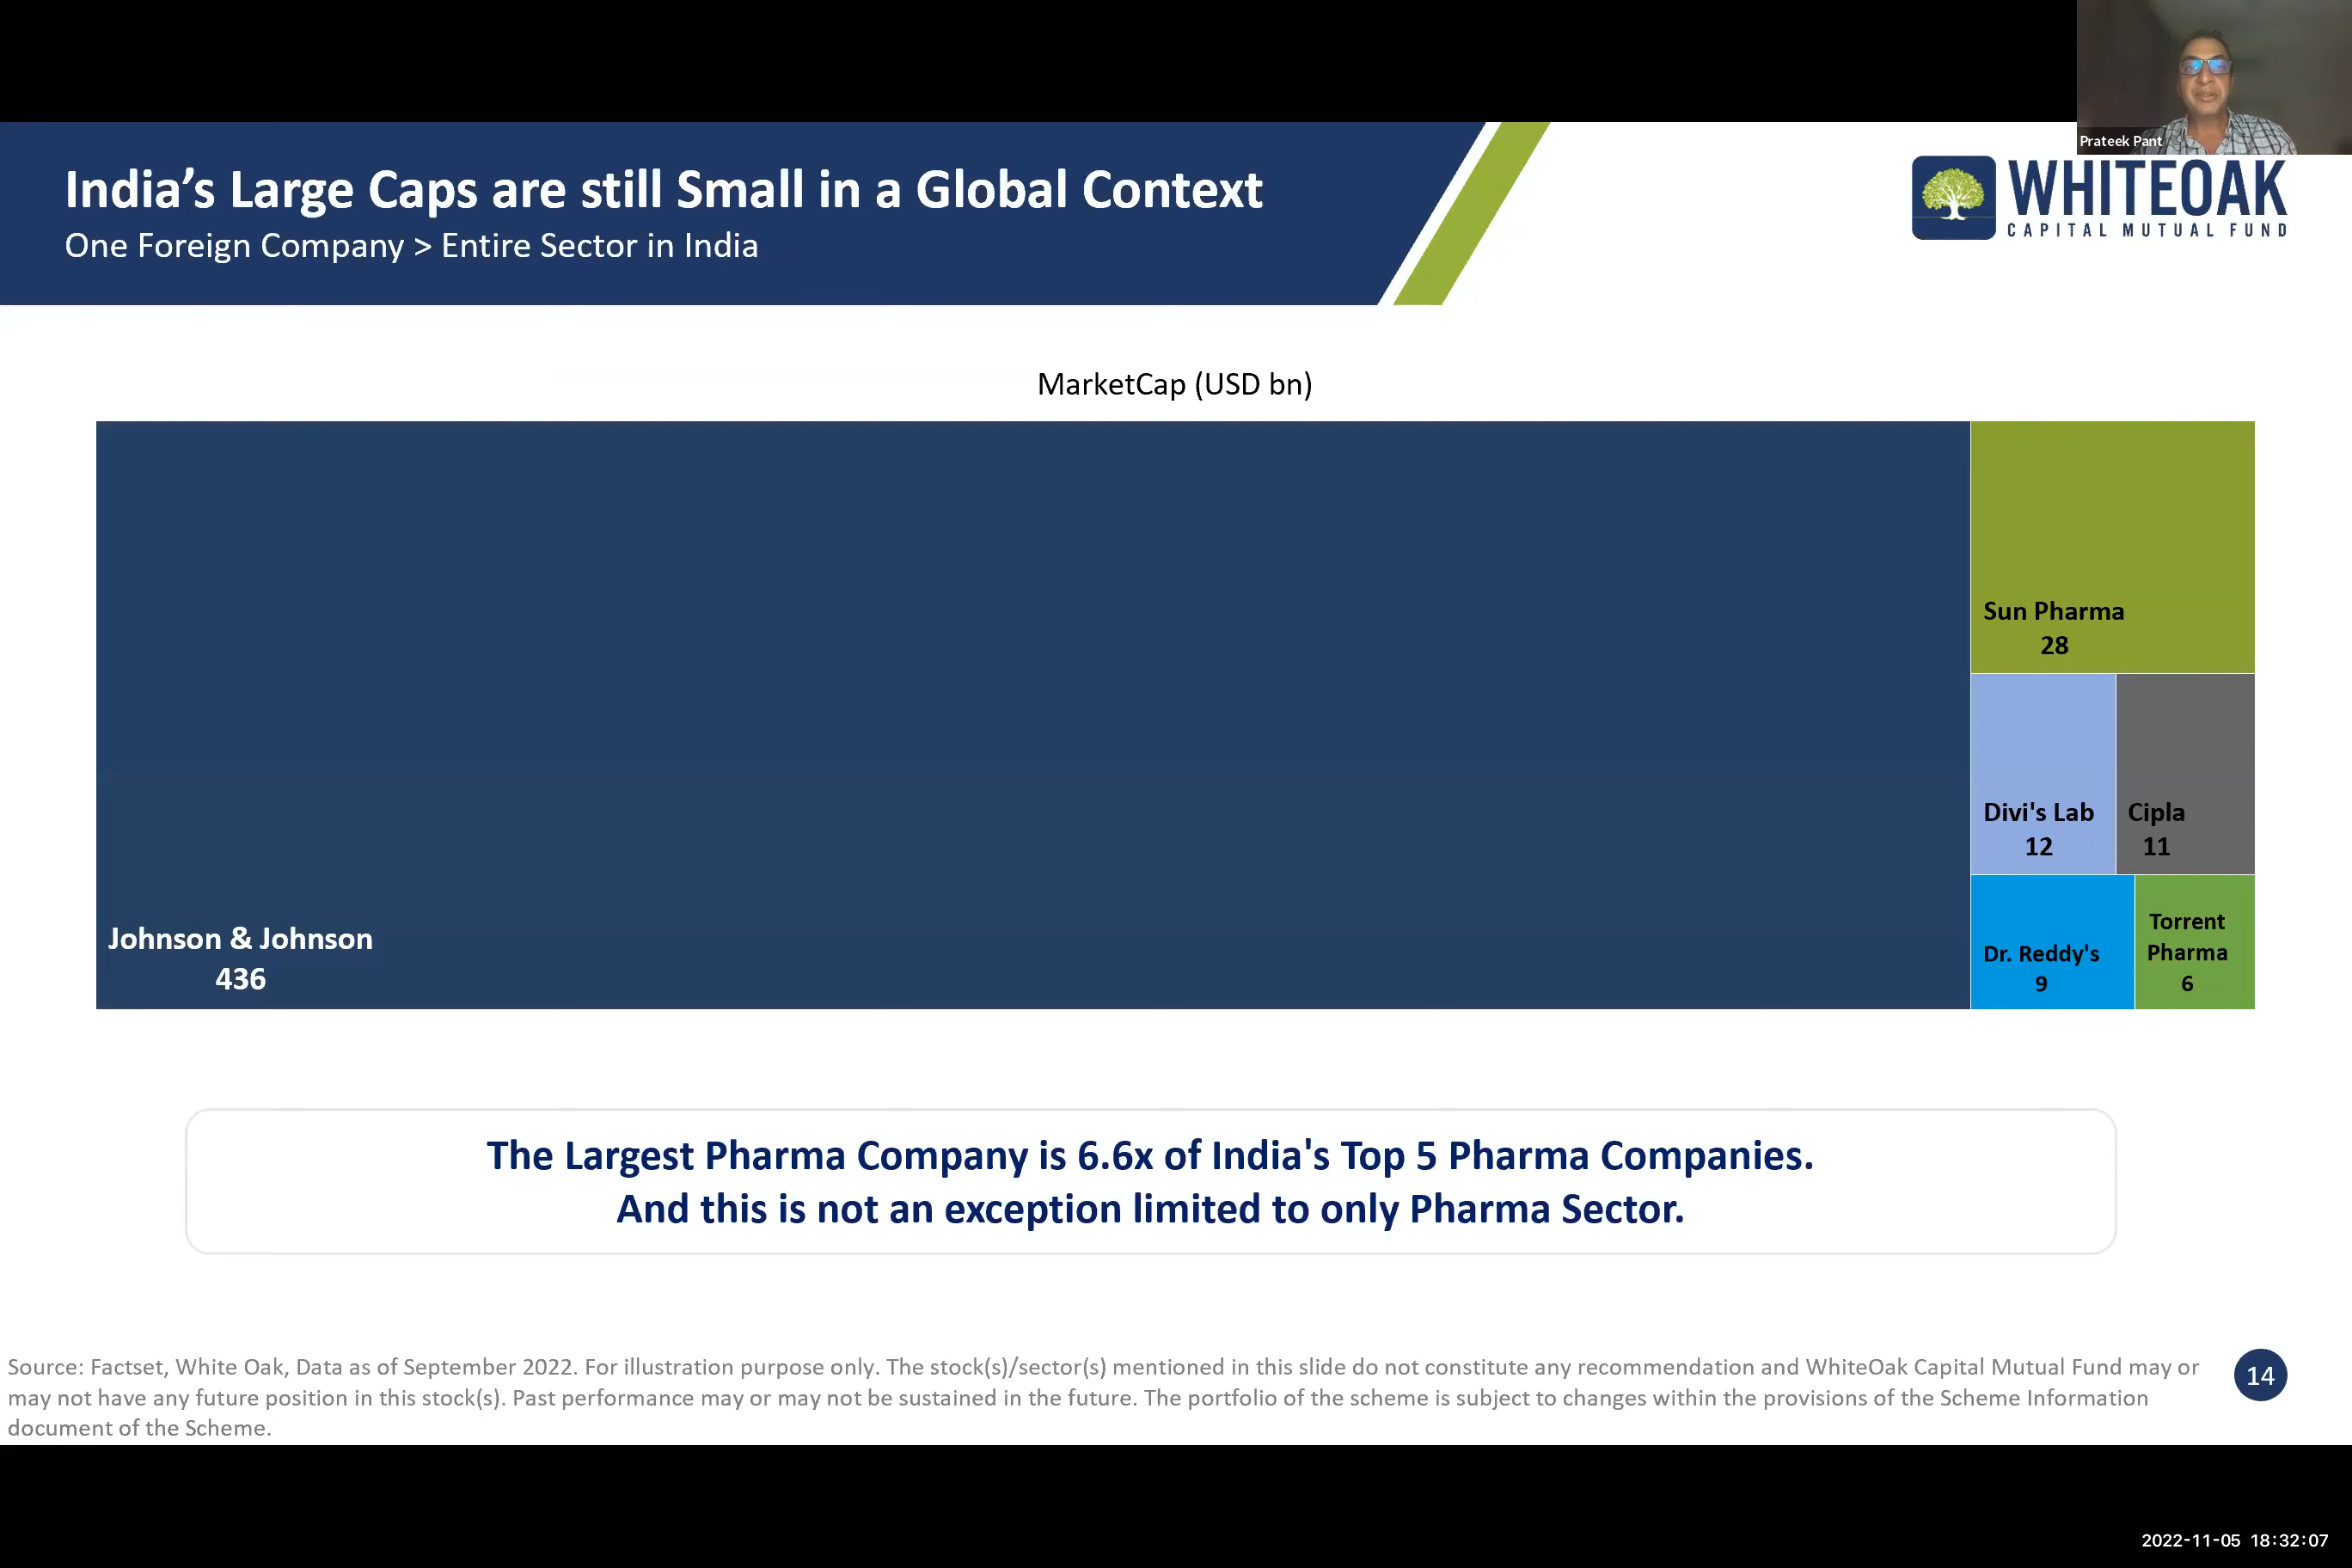 Prateek Pant
India’s Large Caps are still Small in a Global Context
One Foreign Company > Entire Sector in India
WHITEOAK
CAPITAL MUTUAL FUND
MarketCap (USD bn)
Johnson & Johnson
436
Sun Pharma
28
Divi's Lab
12
Cipla
11
Dr. Reddy's
9
Torrent
Pharma
6
The Largest Pharma Company is 6.6x of India's Top 5 Pharma Companies.
And this is not an exception limited to only Pharma Sector.
Source: Factset, White Oak, Data as of September 2022. For illustration purpose only. The stock(s)/sector(s) mentioned in this slide do not constitute any recommendation and WhiteOak Capital Mutual Fund may or
may not have any future position in this stock(s). Past performance may or may not be sustained in the future. The portfolio of the scheme is subject to changes within the provisions of the Scheme Information
document of the Scheme.
14
2022-11-05 18:32:07